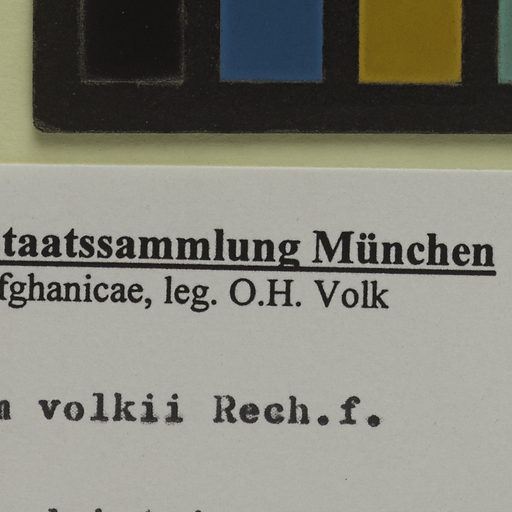 taatssammlung München
fghanicae, leg. O.H. Volk
volkii Rech.f.